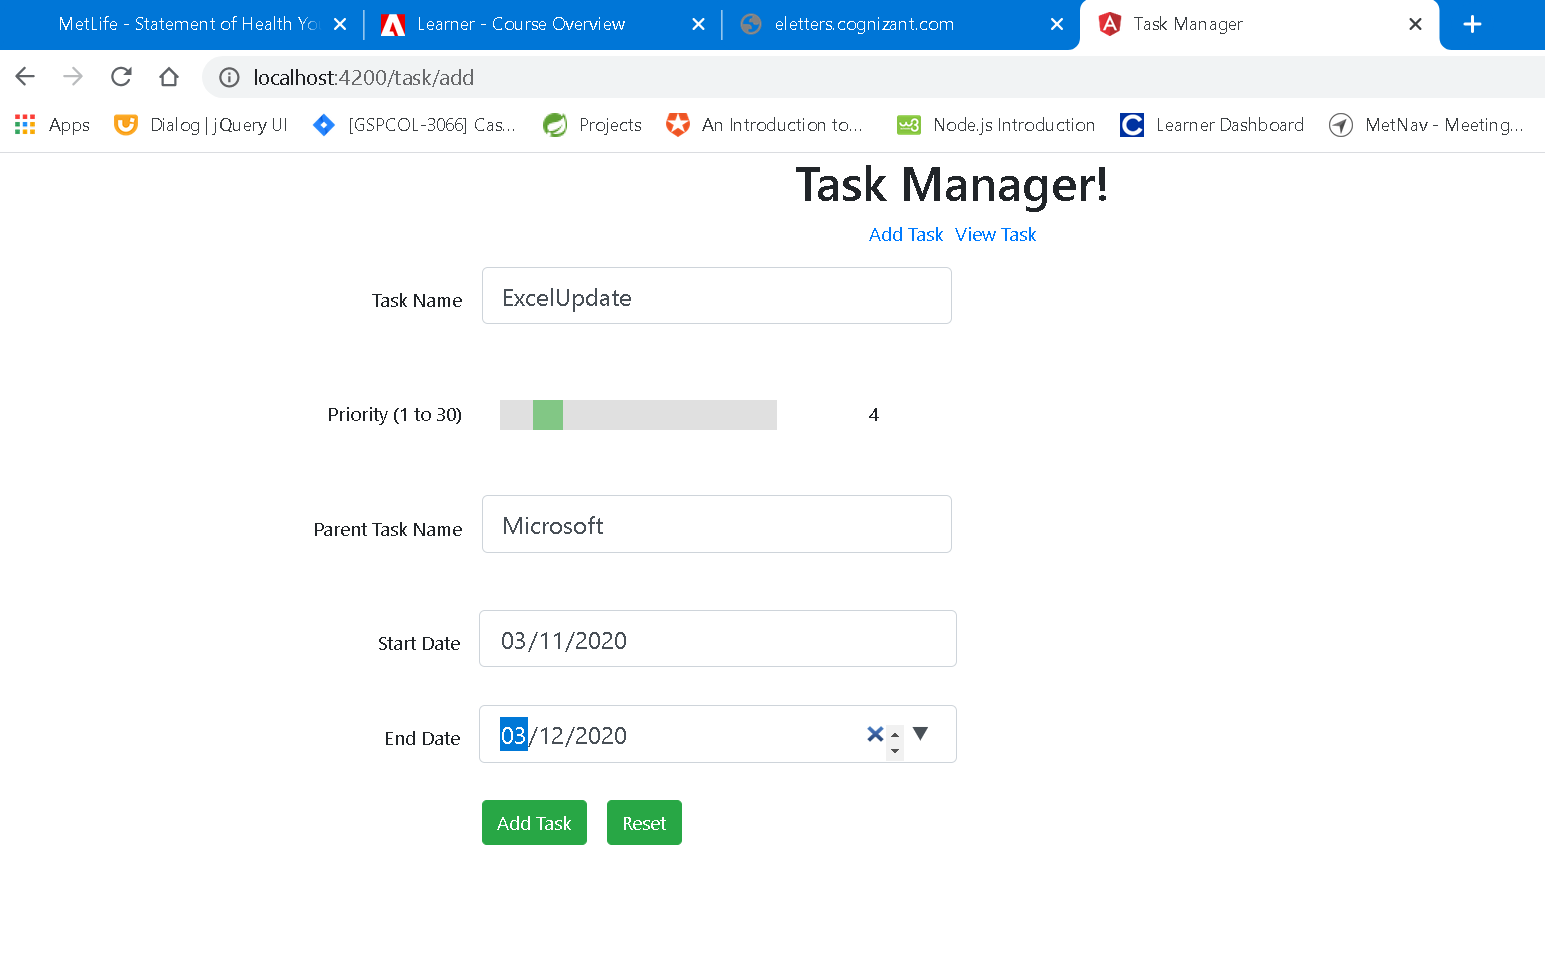 MetLife - Statement of Health Yo
Learner - Course Overview
eletters.cognizant.com
Task Manager
localhost:4200/task/add
Apps
Dialog | jQuery UI
[GSPCOL-3066] Cas...
Projects
An Introduction to...
w3
Node.js Introduction
C
Learner Dashboard
MetNav - Meeting...
Task Manager!
Add Task View Task
Task Name ExcelUpdate
Priority (1 to 30) 4
Parent Task Name Microsoft
Start Date 03/11/2020
End Date 03/12/2020
Add Task Reset